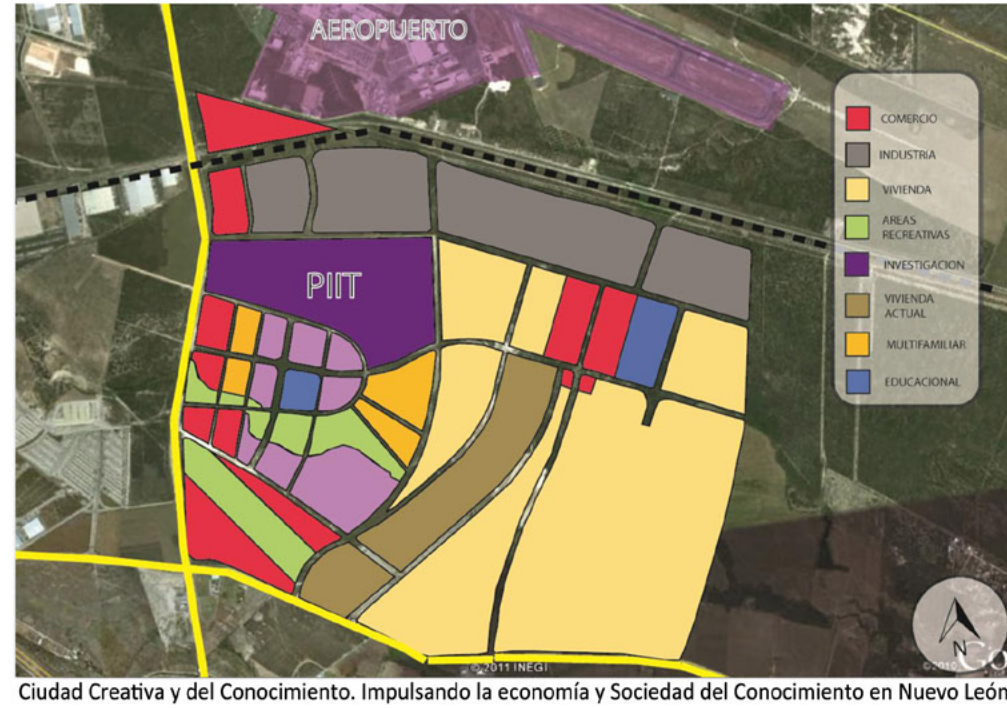 AEROPUERTO
COMERCIO
INDUSTRIA
VIVIENDA
AREAS
RECREATIVAS
INVESTIGACION
PIIT
VIVIENDA
ACTUAL
MULTIFAMILIAR
EDUCACIONAL
N
© 2011 INEGI
©2010
Ciudad Creativa y del Conocimiento. Impulsando la economía y Sociedad del Conocimiento en Nuevo León